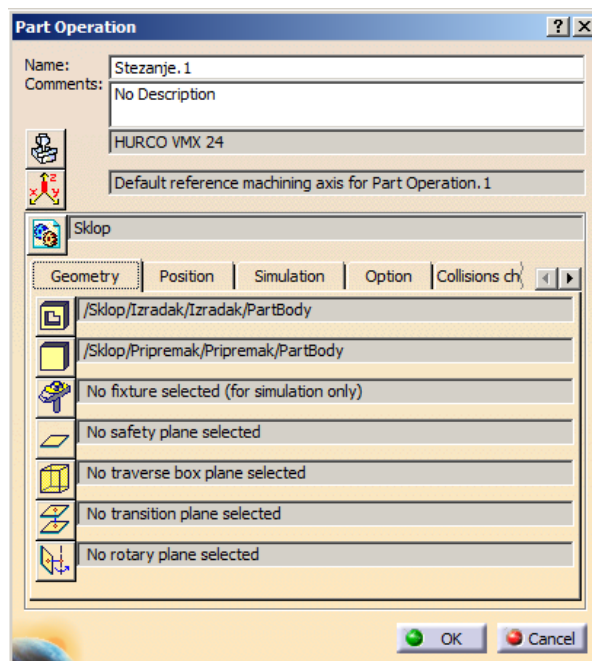 Part Operation
Name: Stezanje.1
Comments: No Description
HURCO VMX 24
Default reference machining axis for Part Operation.1
Sklop
Geometry Position Simulation Option Collisions ch
/Sklop/Izradak/Izradak/PartBody
/Sklop/Pripremak/Pripremak/PartBody
No fixture selected (for simulation only)
No safety plane selected
No traverse box plane selected
No transition plane selected
No rotary plane selected
OK Cancel